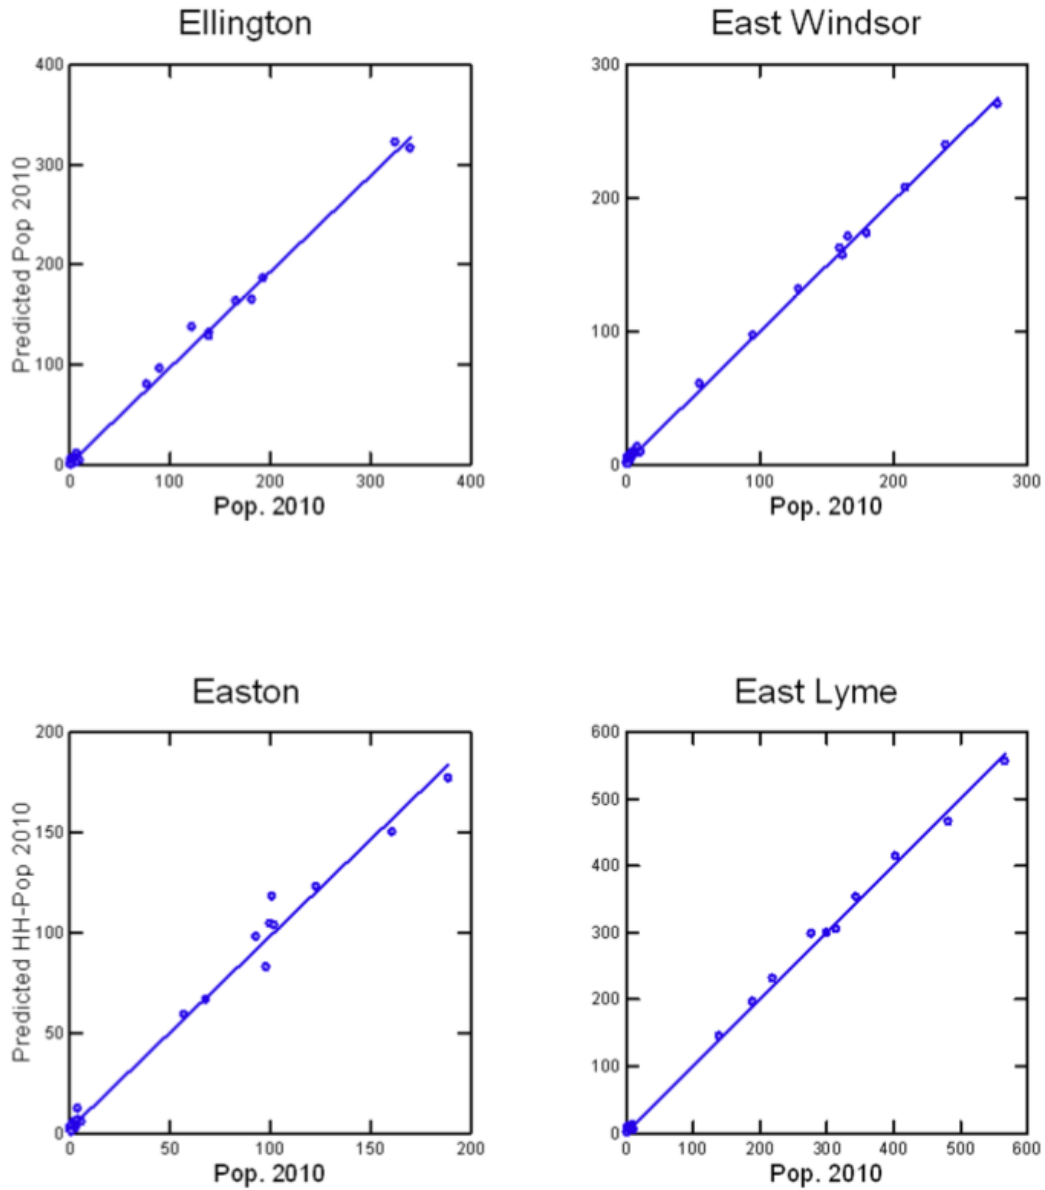 Ellington
East Windsor
400
300
200
100
0
Predicted Pop 2010
0 100 200 300 400
Pop. 2010
300
200
100
0
0 100 200 300
Pop. 2010
Easton
East Lyme
200
150
100
50
0
Predicted HH-Pop 2010
0 50 100 150 200
Pop. 2010
600
500
400
300
200
100
0
0 100 200 300 400 500 600
Pop. 2010